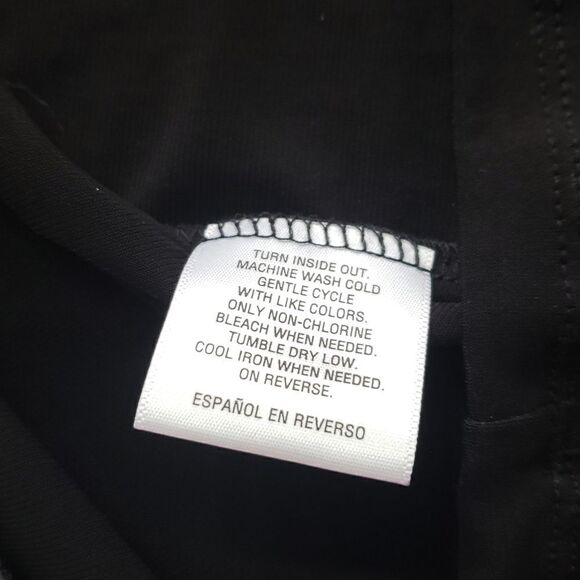 TURN INSIDE OUT.
MACHINE WASH COLD
GENTLE CYCLE
WITH LIKE COLORS.
ONLY NON-CHLORINE
BLEACH WHEN NEEDED.
TUMBLE DRY LOW.
COOL IRON WHEN NEEDED.
ON REVERSE.
ESPAÑOL EN REVERSO